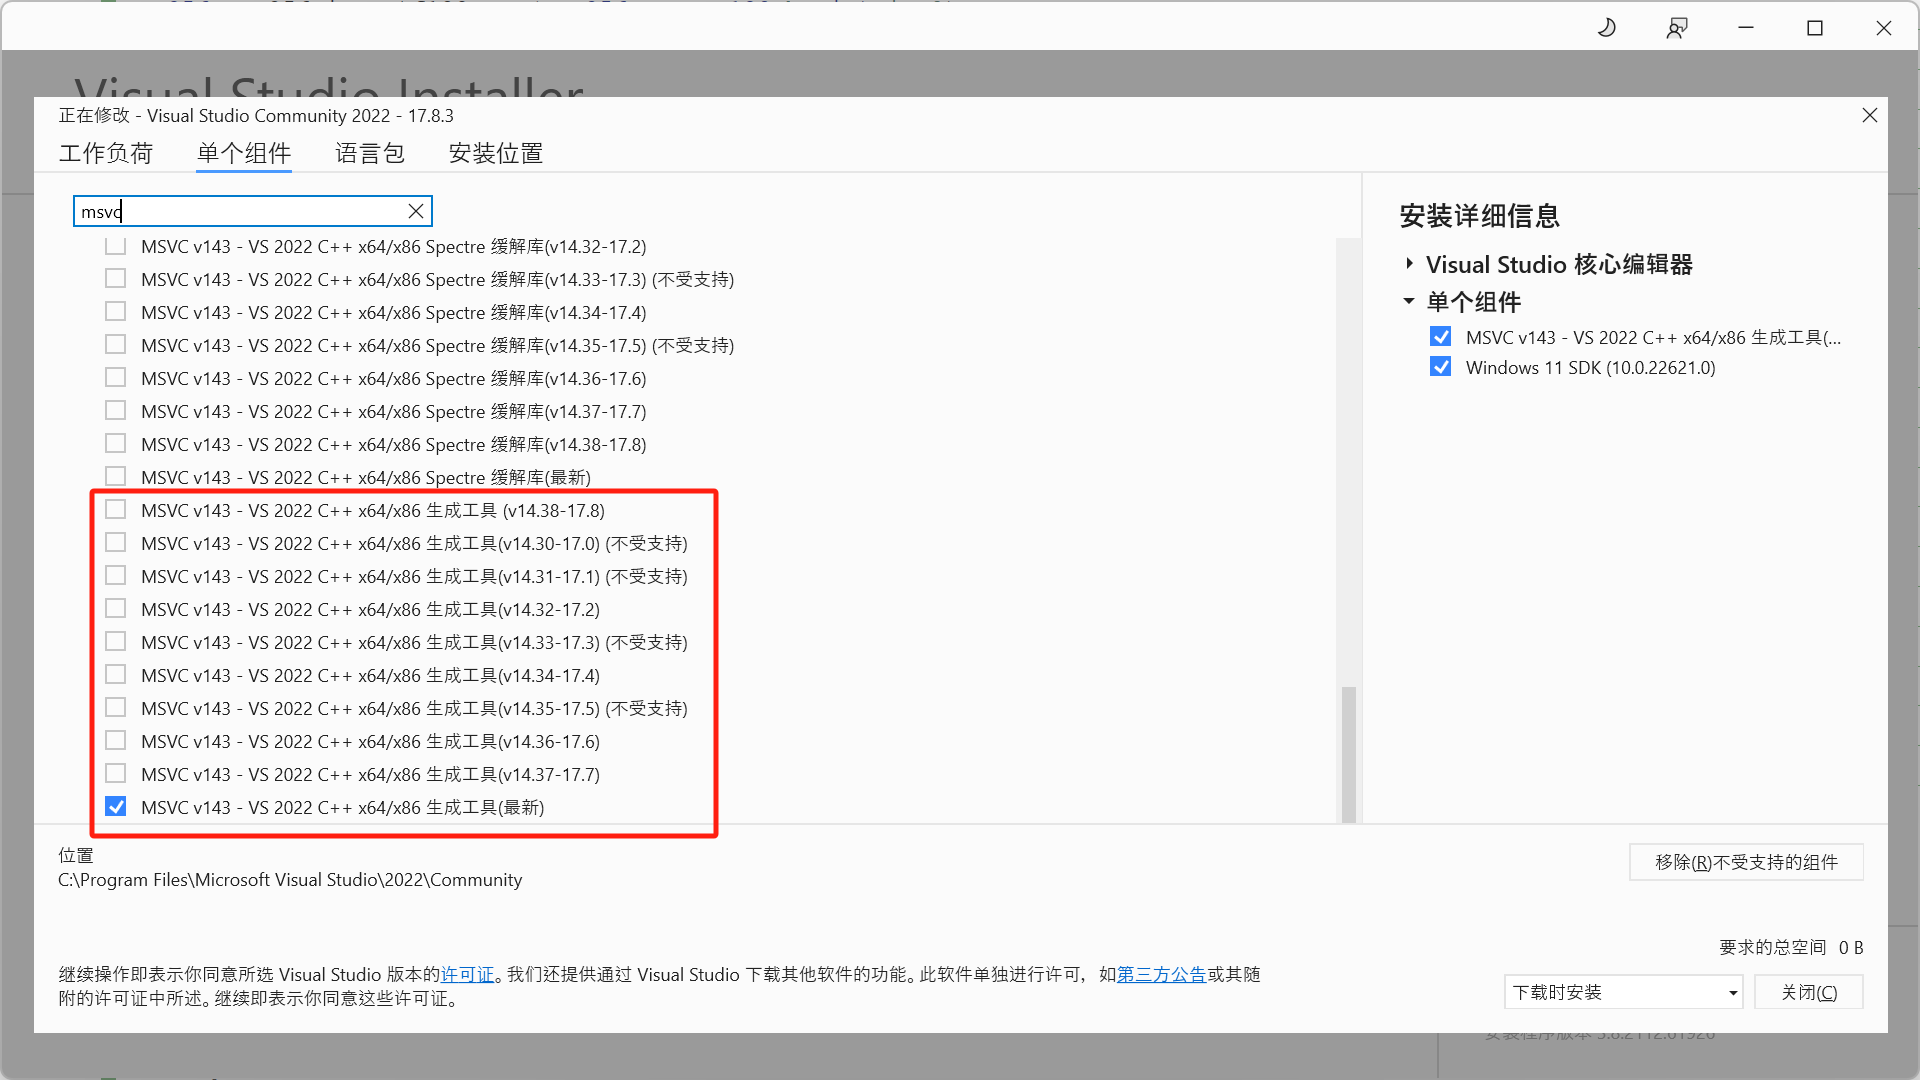 Visual Studio Installer
正在修改 - Visual Studio Community 2022 - 17.8.3
工作负荷 单个组件 语言包 安装位置
msvc
MSVC v143 - VS 2022 C++ x64/x86 Spectre 缓解库(v14.32-17.2)
MSVC v143 - VS 2022 C++ x64/x86 Spectre 缓解库(v14.33-17.3) (不受支持)
MSVC v143 - VS 2022 C++ x64/x86 Spectre 缓解库(v14.34-17.4)
MSVC v143 - VS 2022 C++ x64/x86 Spectre 缓解库(v14.35-17.5) (不受支持)
MSVC v143 - VS 2022 C++ x64/x86 Spectre 缓解库(v14.36-17.6)
MSVC v143 - VS 2022 C++ x64/x86 Spectre 缓解库(v14.37-17.7)
MSVC v143 - VS 2022 C++ x64/x86 Spectre 缓解库(v14.38-17.8)
MSVC v143 - VS 2022 C++ x64/x86 Spectre 缓解库(最新)
MSVC v143 - VS 2022 C++ x64/x86 生成工具 (v14.38-17.8)
MSVC v143 - VS 2022 C++ x64/x86 生成工具(v14.30-17.0) (不受支持)
MSVC v143 - VS 2022 C++ x64/x86 生成工具(v14.31-17.1) (不受支持)
MSVC v143 - VS 2022 C++ x64/x86 生成工具(v14.32-17.2)
MSVC v143 - VS 2022 C++ x64/x86 生成工具(v14.33-17.3) (不受支持)
MSVC v143 - VS 2022 C++ x64/x86 生成工具(v14.34-17.4)
MSVC v143 - VS 2022 C++ x64/x86 生成工具(v14.35-17.5) (不受支持)
MSVC v143 - VS 2022 C++ x64/x86 生成工具(v14.36-17.6)
MSVC v143 - VS 2022 C++ x64/x86 生成工具(v14.37-17.7)
MSVC v143 - VS 2022 C++ x64/x86 生成工具(最新)
安装详细信息
Visual Studio 核心编辑器
单个组件
MSVC v143 - VS 2022 C++ x64/x86 生成工具(...
Windows 11 SDK (10.0.22621.0)
位置
C:\Program Files\Microsoft Visual Studio\2022\Community
移除(R)不受支持的组件
要求的总空间 0 B
继续操作即表示你同意所选 Visual Studio 版本的许可证。我们还提供通过 Visual Studio 下载其他软件的功能。此软件单独进行许可，如第三方公告或其随
附的许可证中所述。继续即表示你同意这些许可证。
下载时安装
关闭(C)